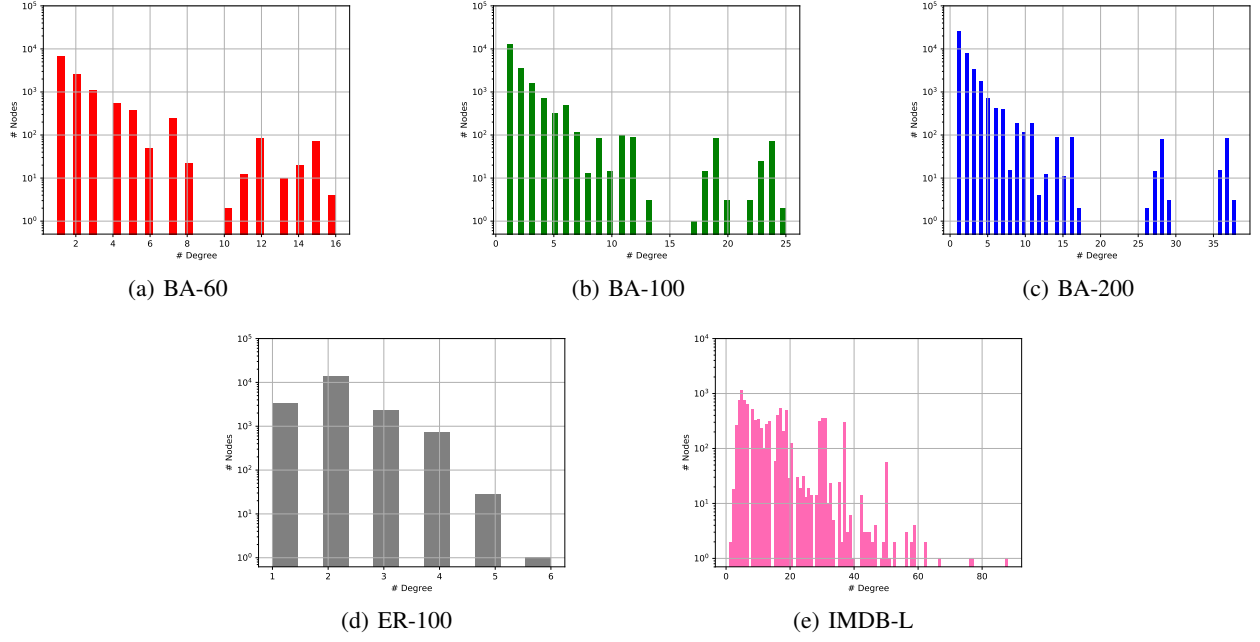 10^5
10^4
10^3
10^2
10^1
10^0
# Nodes
2 4 6 8 10 12 14 16
# Degree
(a) BA-60
10^5
10^4
10^3
10^2
10^1
10^0
# Nodes
0 5 10 15 20 25
# Degree
(b) BA-100
10^5
10^4
10^3
10^2
10^1
10^0
# Nodes
0 5 10 15 20 25 30 35
# Degree
(c) BA-200
10^5
10^4
10^3
10^2
10^1
10^0
# Nodes
1 2 3 4 5 6
# Degree
(d) ER-100
10^4
10^3
10^2
10^1
10^0
# Nodes
0 20 40 60 80
# Degree
(e) IMDB-L